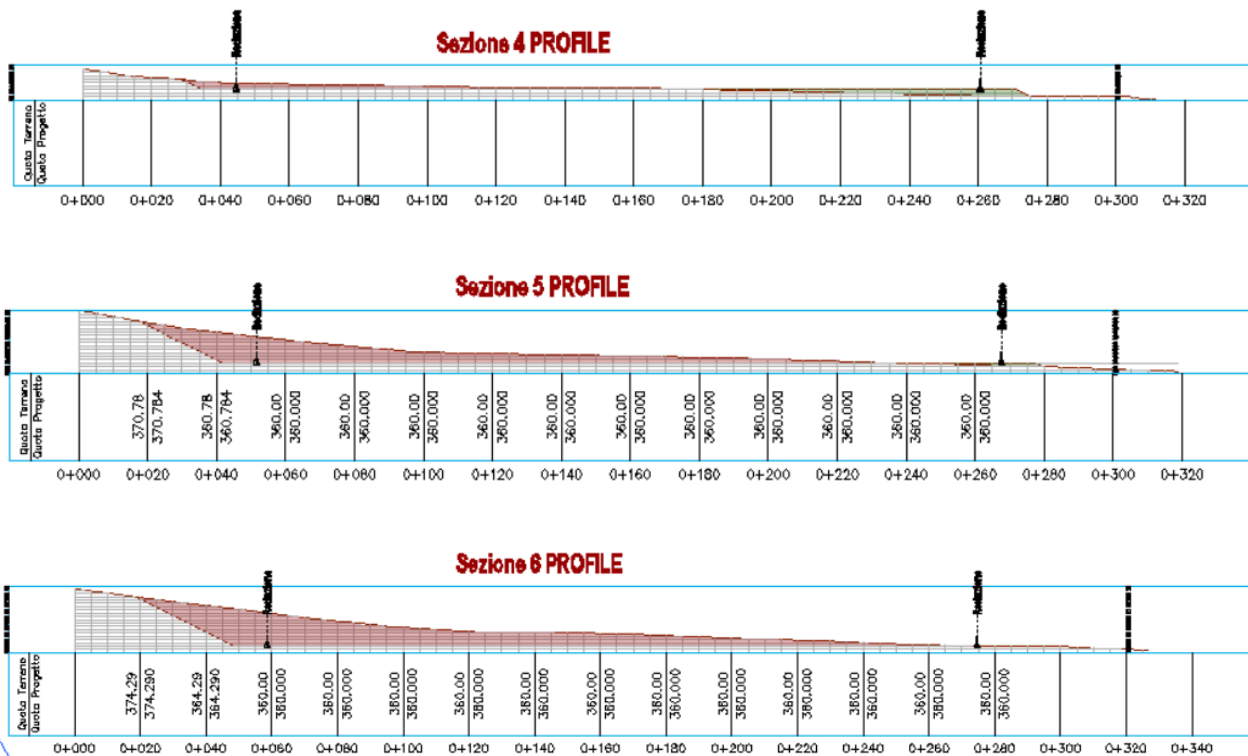 Sezione 4 PROFILE
Quota Terreno
Quota Progetto
0+000 0+020 0+040 0+060 0+080 0+100 0+120 0+140 0+160 0+180 0+200 0+220 0+240 0+260 0+280 0+300 0+320
Sezione 5 PROFILE
Quota Terreno
Quota Progetto
370.78 360.78 360.00 360.00 360.00 360.00 360.00 360.00 360.00 360.00 360.00 360.00 360.00
370.784 360.784 360.000 360.000 360.000 360.000 360.000 360.000 360.000 360.000 360.000 360.000 360.000
0+000 0+020 0+040 0+060 0+080 0+100 0+120 0+140 0+160 0+180 0+200 0+220 0+240 0+260 0+280 0+300 0+320
Sezione 6 PROFILE
Quota Terreno
Quota Progetto
374.29 364.29 360.00 360.00 360.00 360.00 360.00 360.00 360.00 360.00 360.00 360.00 360.00 360.00
374.290 364.290 360.000 360.000 360.000 360.000 360.000 360.000 360.000 360.000 360.000 360.000 360.000 360.000
0+000 0+020 0+040 0+060 0+080 0+100 0+120 0+140 0+160 0+180 0+200 0+220 0+240 0+260 0+280 0+300 0+320 0+340